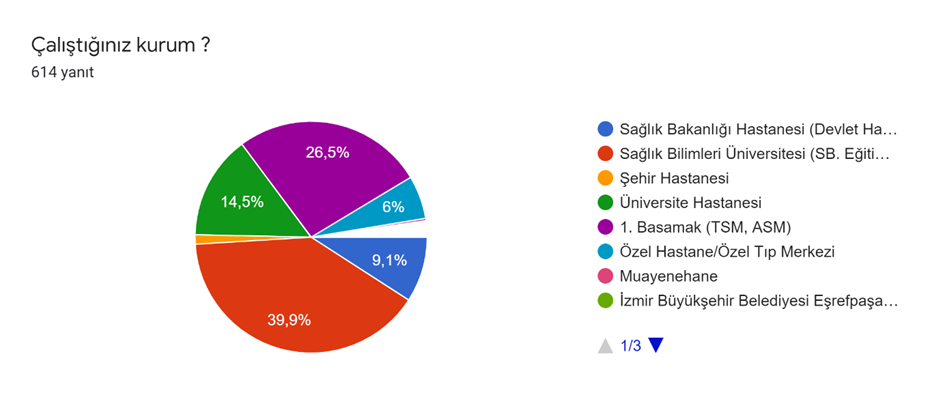 Çalıştığınız kurum ?
614 yanıt
26,5%
14,5%
6%
9,1%
39,9%
Sağlık Bakanlığı Hastanesi (Devlet Ha…
Sağlık Bilimleri Üniversitesi (SB. Eğiti…
Şehir Hastanesi
Üniversite Hastanesi
1. Basamak (TSM, ASM)
Özel Hastane/Özel Tıp Merkezi
Muayenehane
İzmir Büyükşehir Belediyesi Eşrefpaşa…
1/3